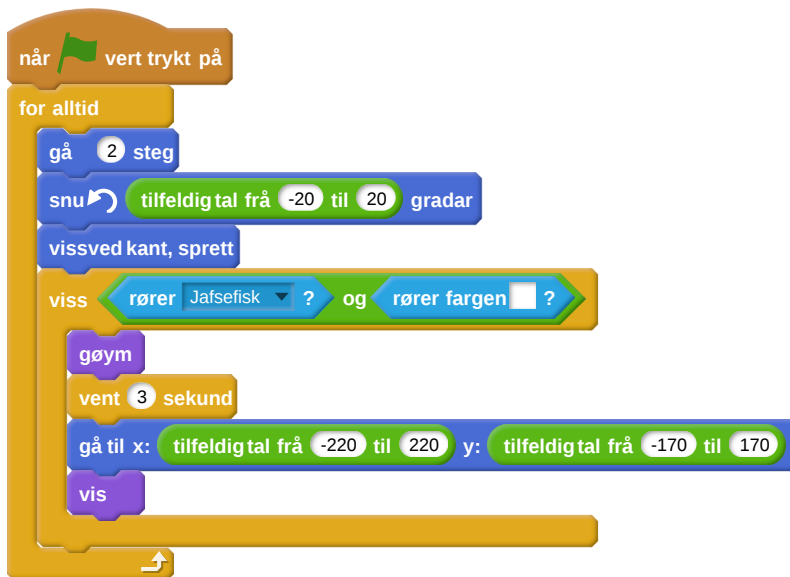 når vert trykt på
for alltid
gå 2 steg
snu tilfeldig tal frå -20 til 20 gradar
viss ved kant, sprett
viss rører Jafsefisk ? og rører fargen ?
gøym
vent 3 sekund
gå til x: tilfeldig tal frå -220 til 220 y: tilfeldig tal frå -170 til 170
vis